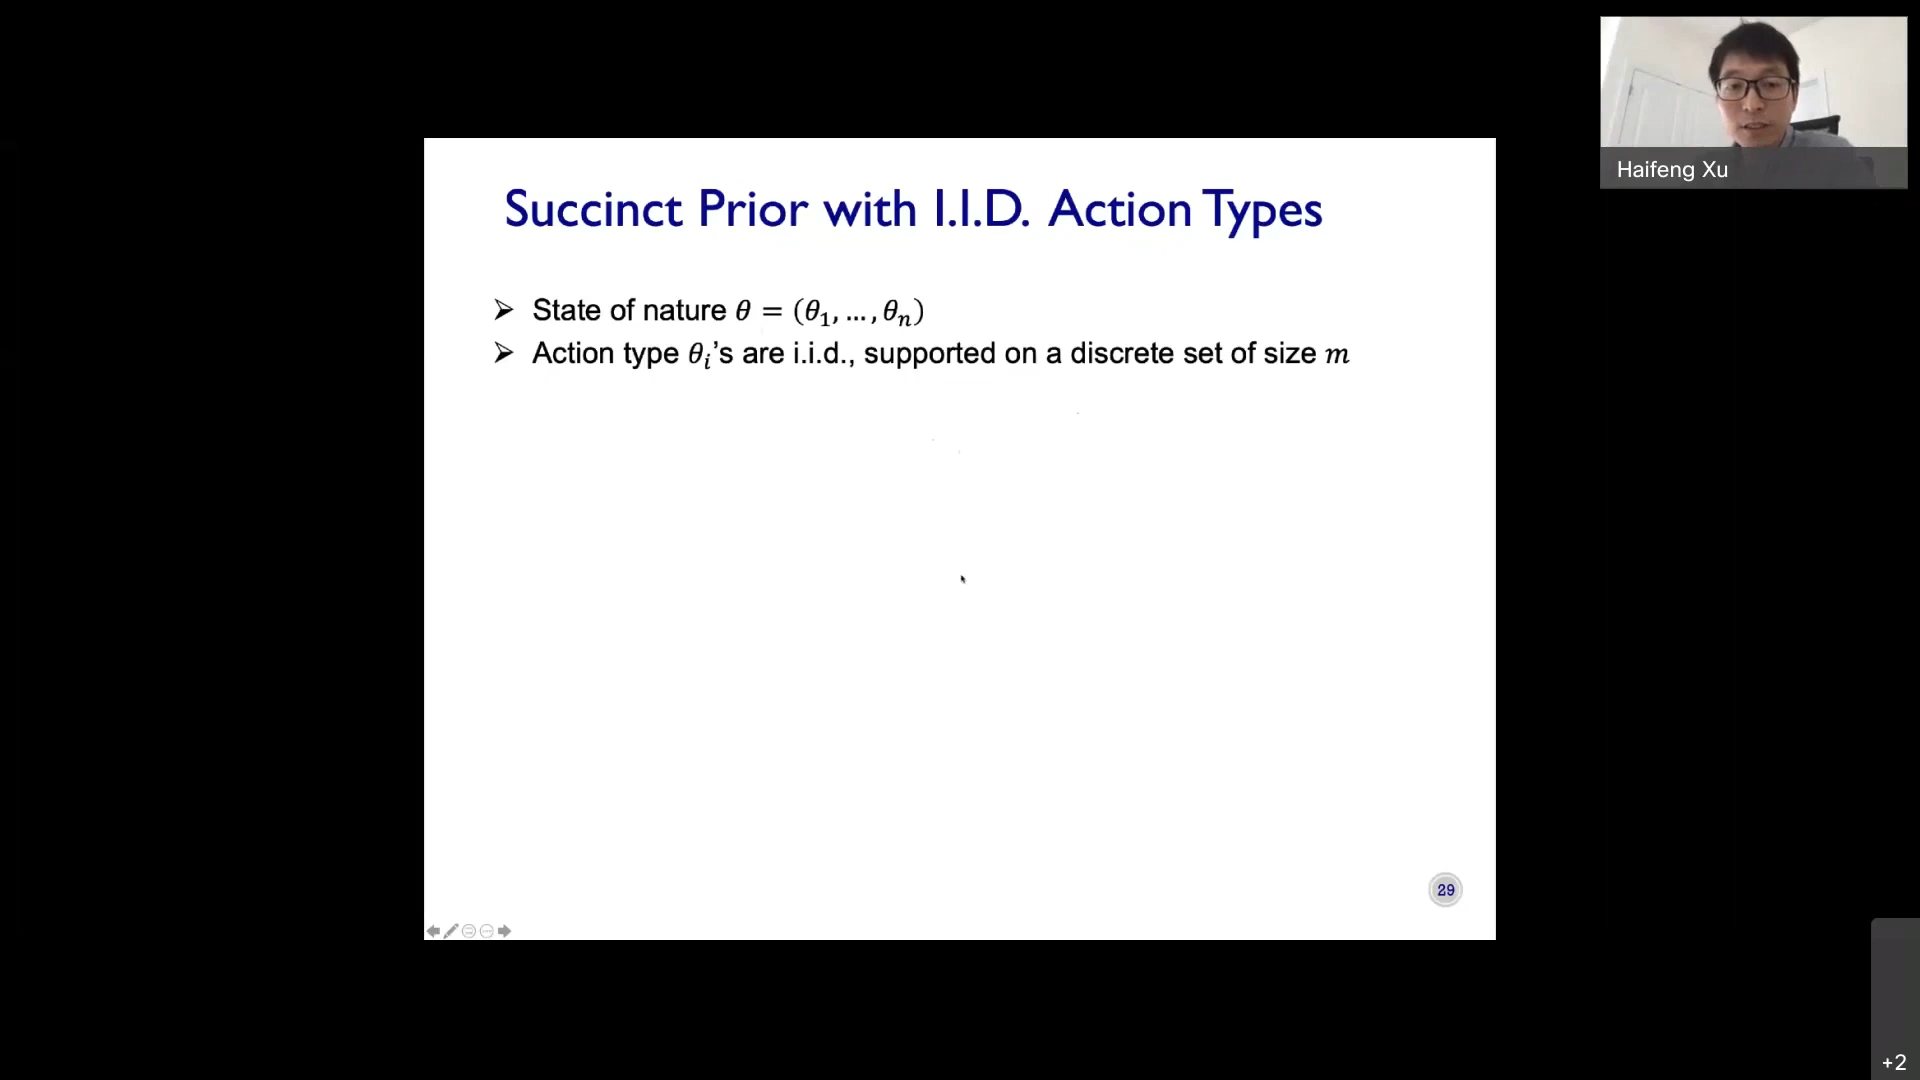 Haifeng Xu
Succinct Prior with I.I.D. Action Types
➢ State of nature θ = (θ₁, …, θₙ)
➢ Action type θᵢ’s are i.i.d., supported on a discrete set of size m
29
+2